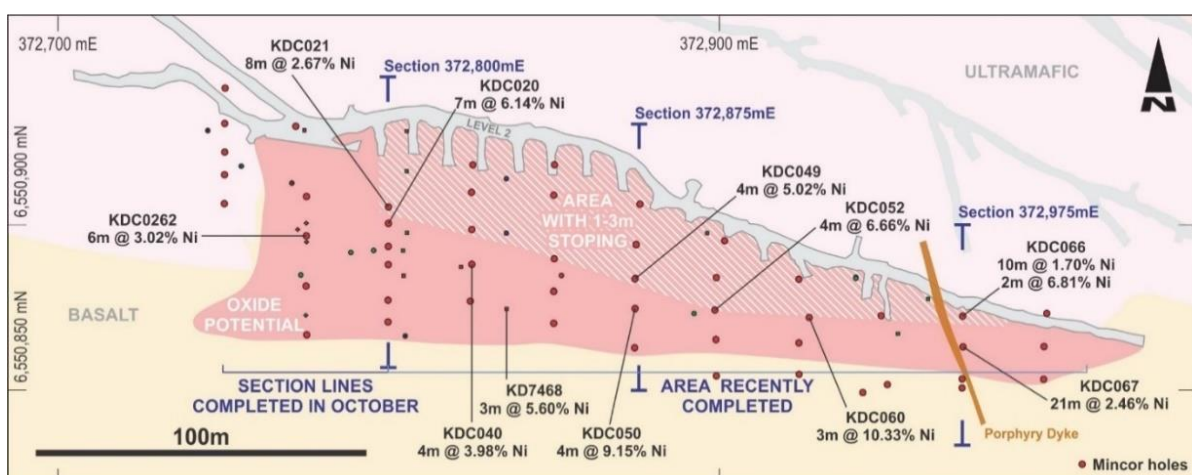 372,700 mE
372,900 mE
6,550,900 mN
6,550,850 mN
KDC021
8m @ 2.67% Ni
Section 372,800mE
KDC020
7m @ 6.14% Ni
ULTRAMAFIC
N
LEVEL 2
Section 372,875mE
KDC049
4m @ 5.02% Ni
AREA
WITH 1-3m
STOPING
KDC052
4m @ 6.66% Ni
Section 372,975mE
KDC0262
6m @ 3.02% Ni
KDC066
10m @ 1.70% Ni
2m @ 6.81% Ni
BASALT
OXIDE
POTENTIAL
SECTION LINES
COMPLETED IN OCTOBER
AREA RECENTLY
COMPLETED
KD7468
3m @ 5.60% Ni
KDC067
21m @ 2.46% Ni
KDC040
4m @ 3.98% Ni
KDC050
4m @ 9.15% Ni
KDC060
3m @ 10.33% Ni
Porphyry Dyke
100m
Mincor holes